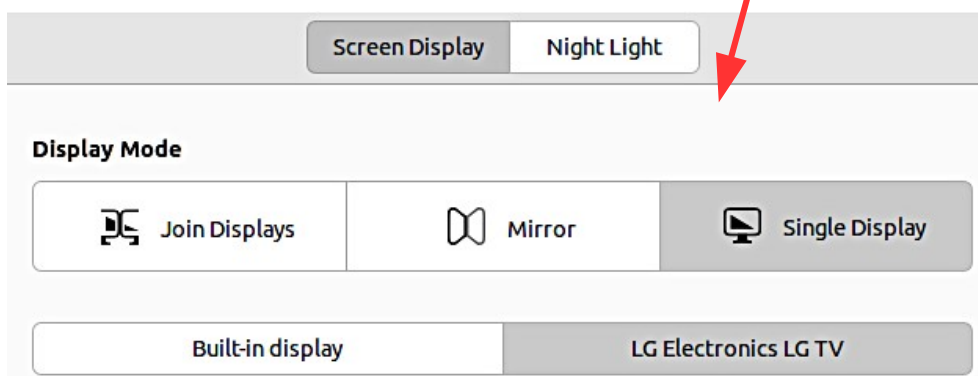 Screen Display Night Light
Display Mode
Join Displays Mirror Single Display
Built-in display LG Electronics LG TV